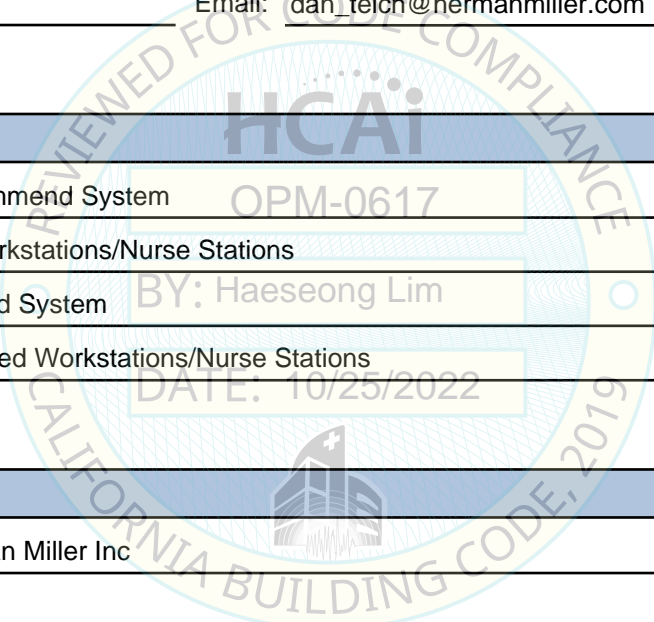 Email: dan_teich@hermanmiller.com
REVIEWED FOR CODE COMPLIANCE
HCAi
mmend System
OPM-0617
rkstations/Nurse Stations
BY: Haeseong Lim
d System
ed Workstations/Nurse Stations
DATE: 10/25/2022
an Miller Inc
CALIFORNIA BUILDING CODE, 2019